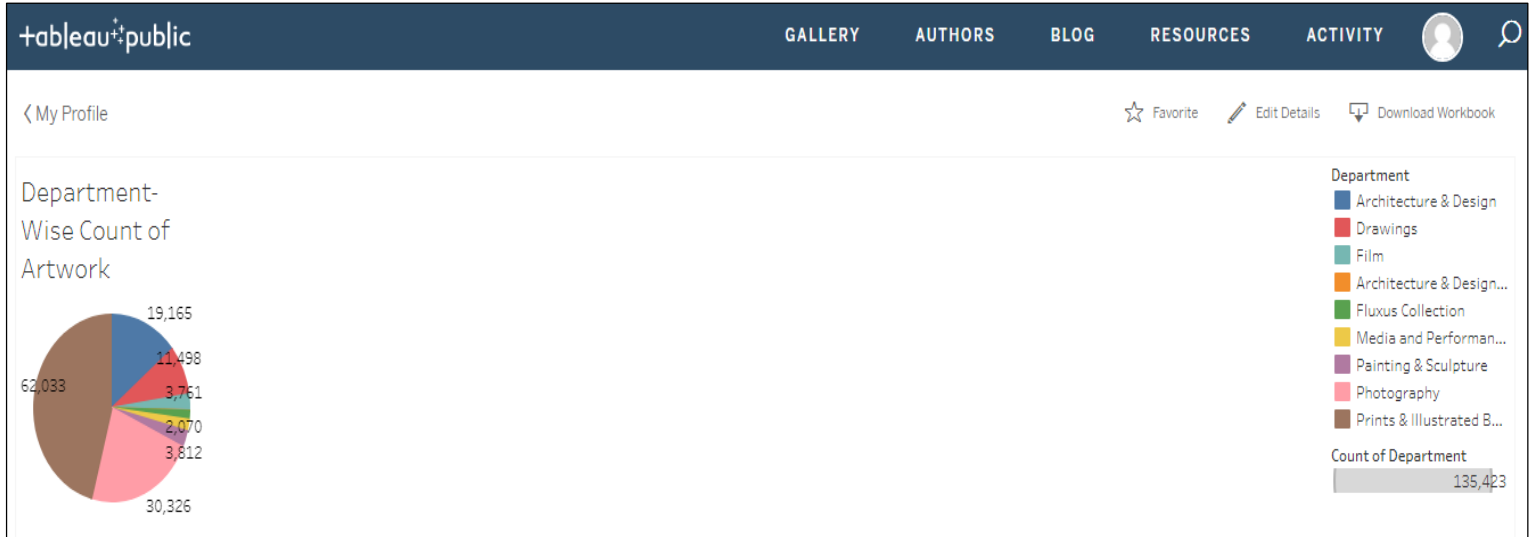 +ableau public
GALLERY AUTHORS BLOG RESOURCES ACTIVITY
My Profile
Favorite Edit Details Download Workbook
Department-
Wise Count of
Artwork
19,165
11,498
62,033
3,761
2,070
3,812
30,326
Department
Architecture & Design
Drawings
Film
Architecture & Design...
Fluxus Collection
Media and Performan...
Painting & Sculpture
Photography
Prints & Illustrated B...
Count of Department
135,423